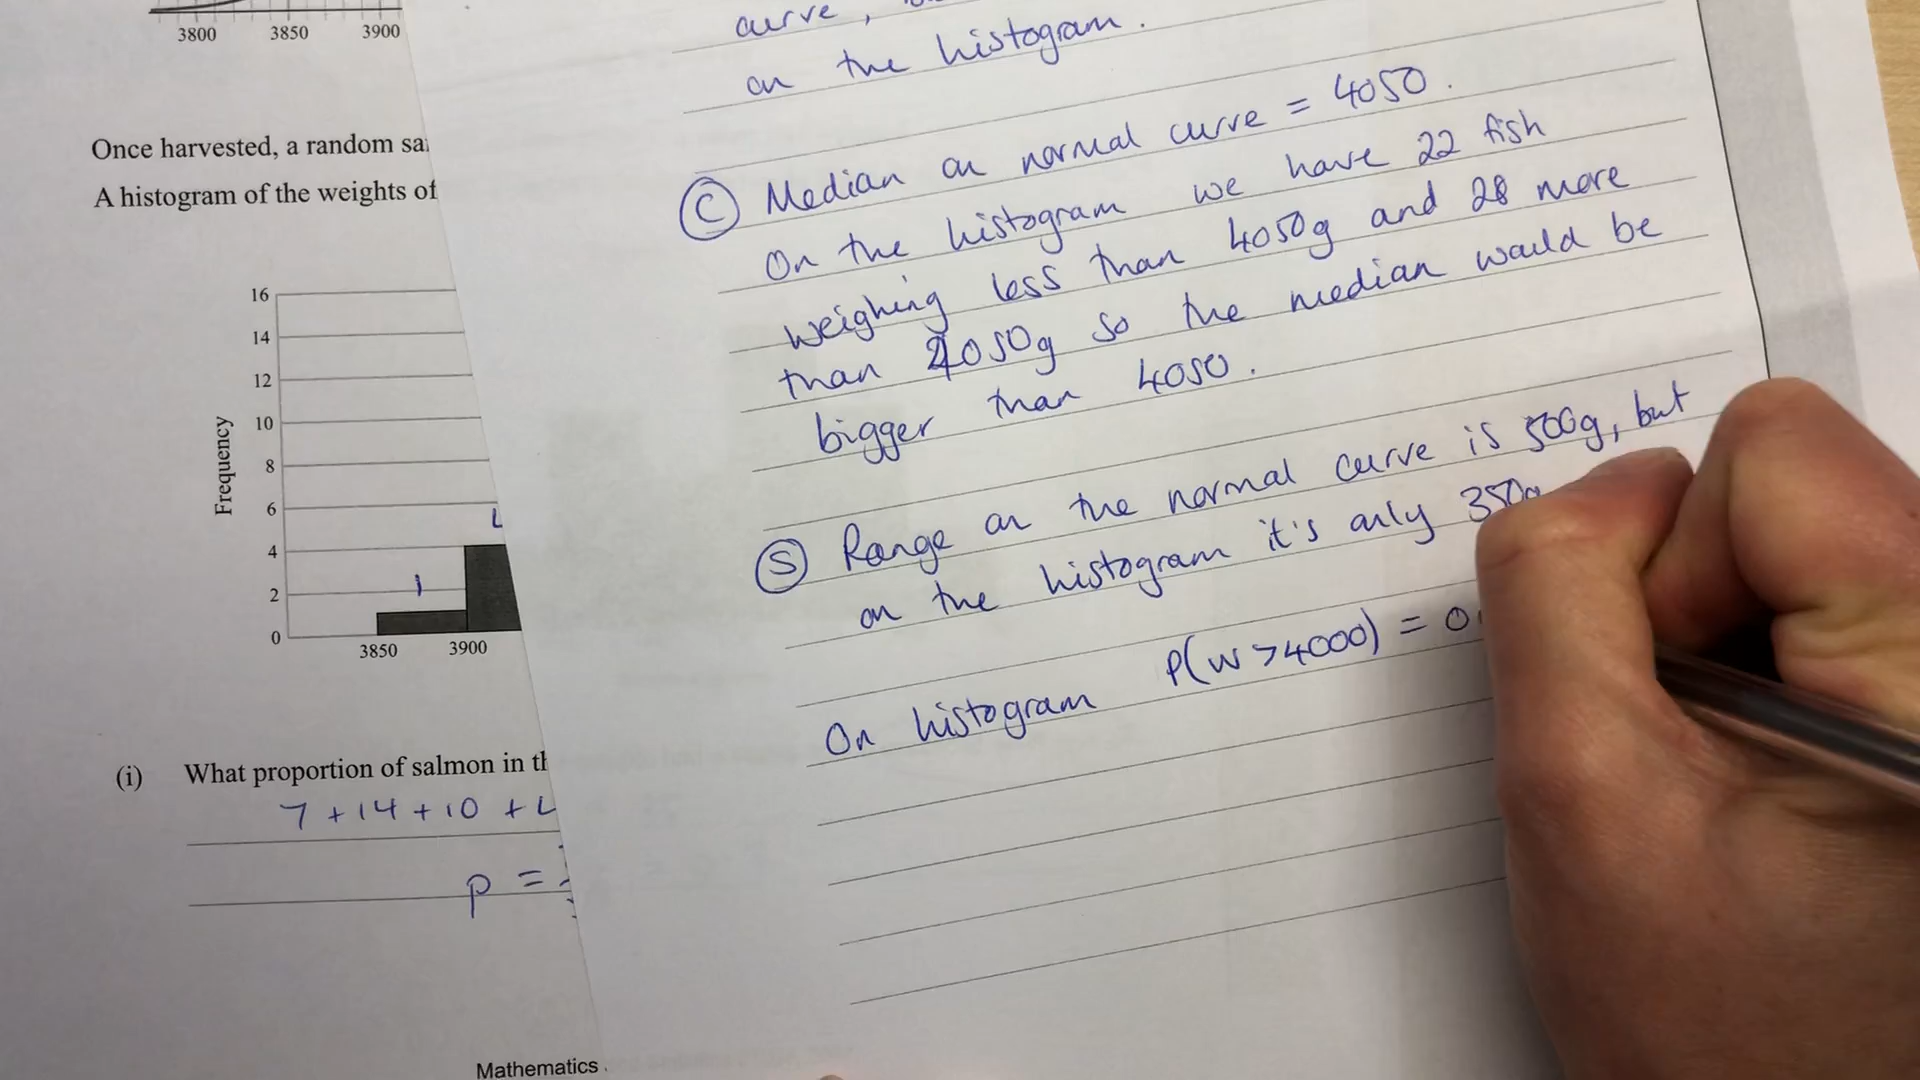 3800 3850 3900
Once harvested, a random sa
A histogram of the weights of
16
14
12
10
8
6
4
2
0
Frequency
1
3850 3900
(i) What proportion of salmon in th
7 + 14 + 10 +
p =
Mathematics
curve,
on the histogram.
(C) Median on normal curve = 4050.
On the histogram we have 22 fish
weighing less than 4050g and 28 more
than 4050g so the median would be
bigger than 4050.
(S) Range on the normal curve is 500g, but
on the histogram it's only 350g
On histogram P(W > 4000) = 0.